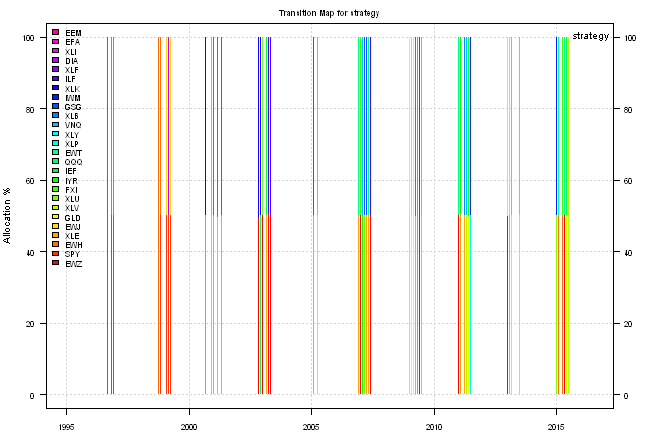 Transition Map for strategy
strategy
Allocation %
100
80
60
40
20
0
EEM
EFA
XLI
DIA
XLF
ILF
XLK
IWM
GSG
XLB
VNQ
XLY
XLP
EWT
QQQ
IEF
IYR
FXI
XLU
XLV
GLD
EWJ
XLE
EWH
SPY
EWZ
100
80
60
40
20
0
1995
2000
2005
2010
2015